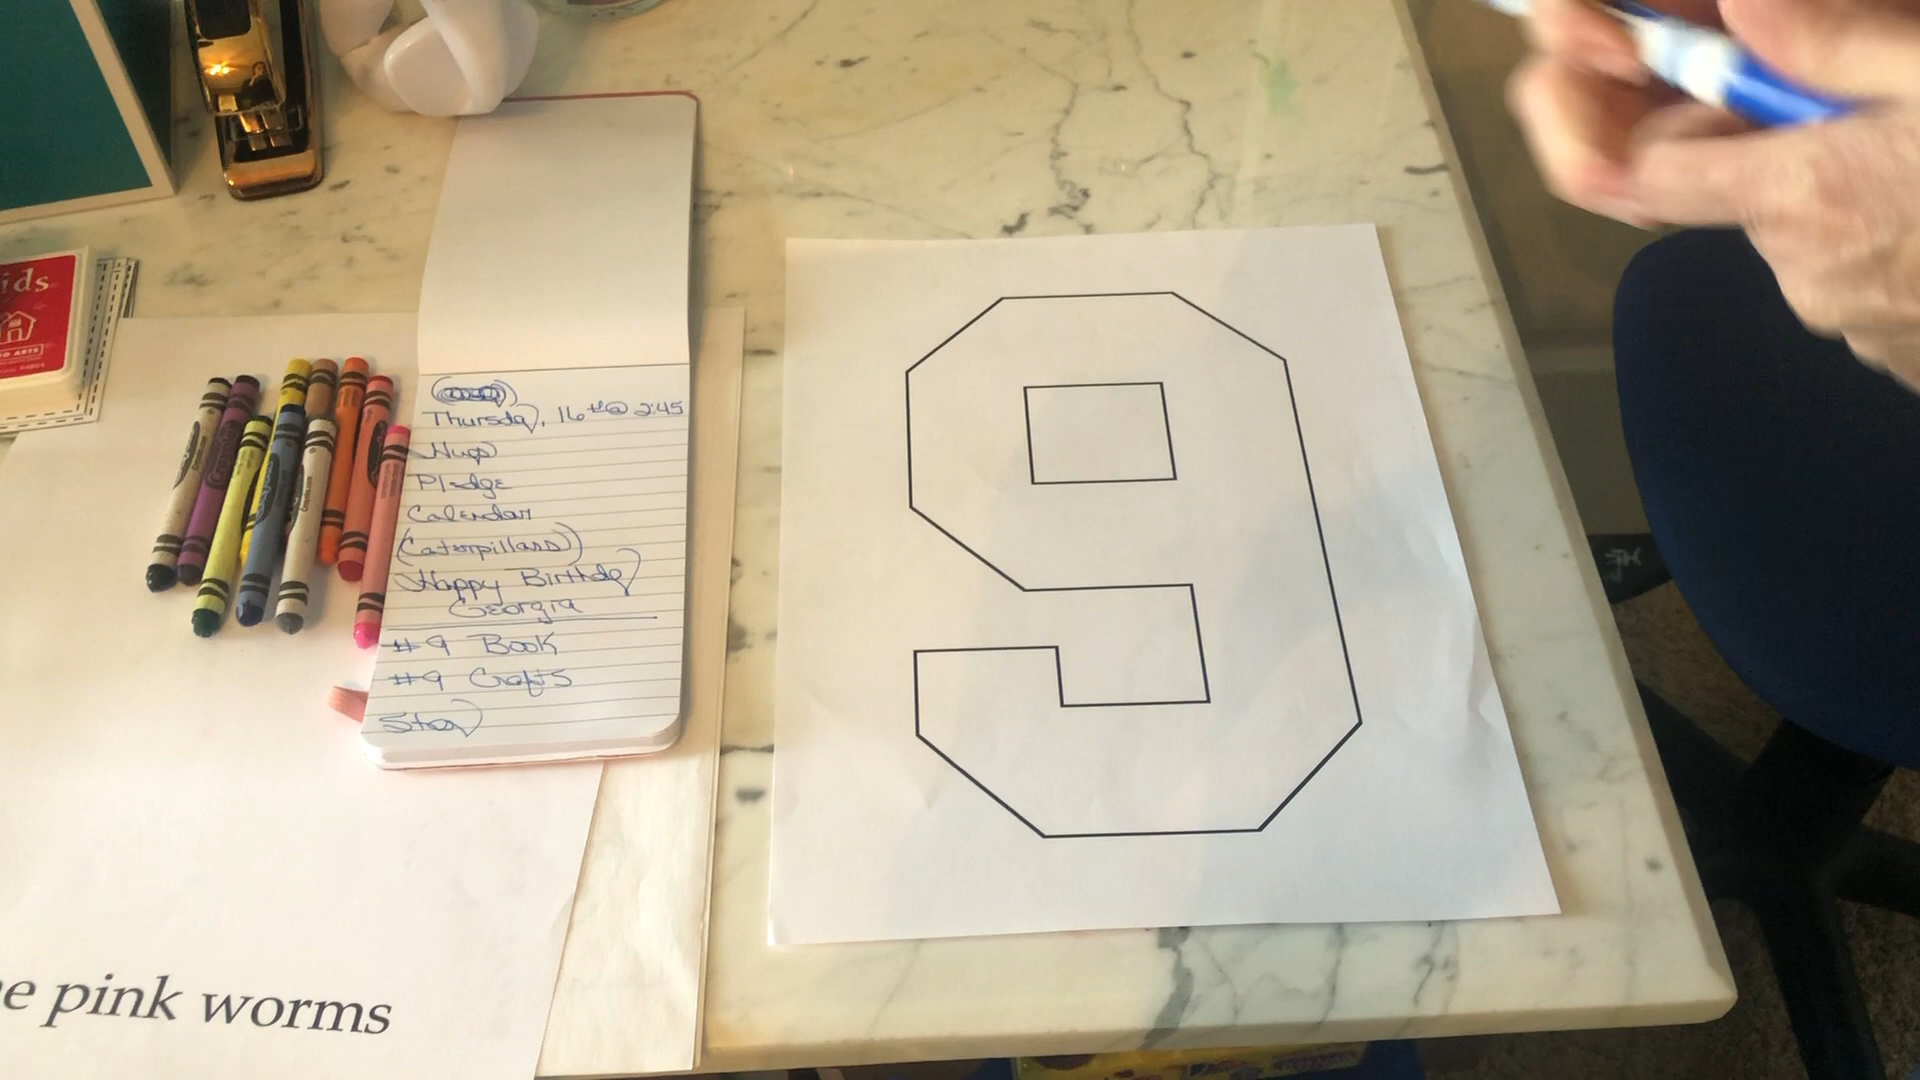 ids
Thursday, 16th @ 2:45
Hugs
Pledge
Calendar
(Caterpillars)
Happy Birthday
Georgia
#9 Book
#9 Crafts
Story
9
e pink worms